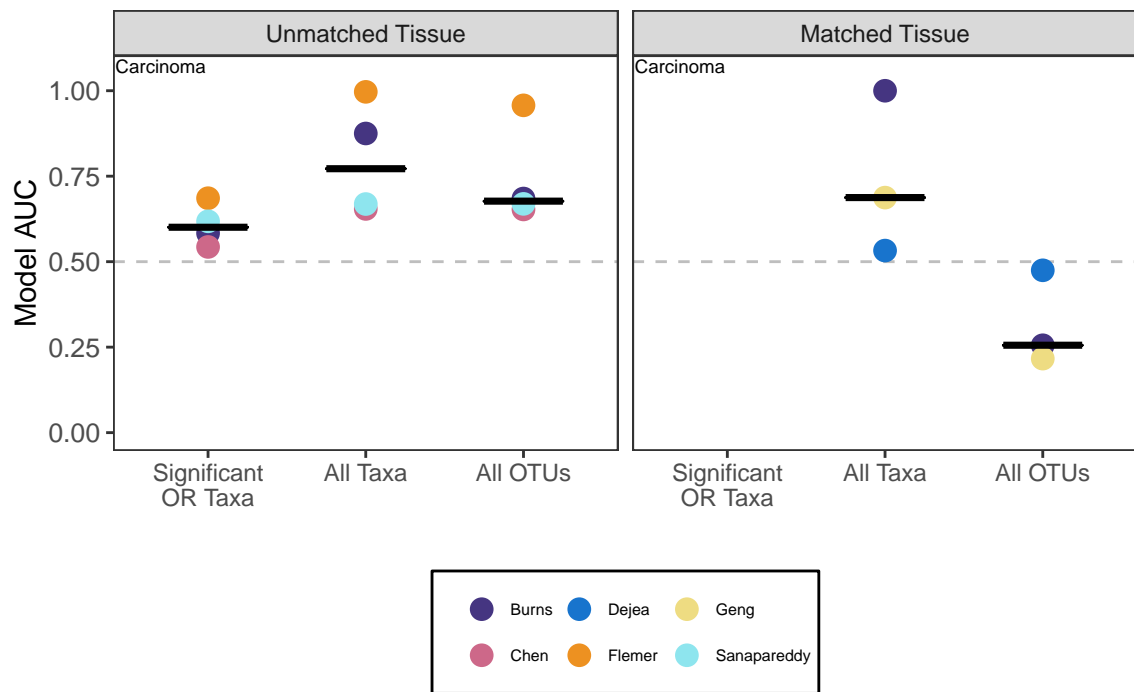 Unmatched Tissue
Matched Tissue
Carcinoma
Carcinoma
Model AUC
1.00
0.75
0.50
0.25
0.00
Significant
OR Taxa
All Taxa
All OTUs
Significant
OR Taxa
All Taxa
All OTUs
Burns
Dejea
Geng
Chen
Flemer
Sanapareddy